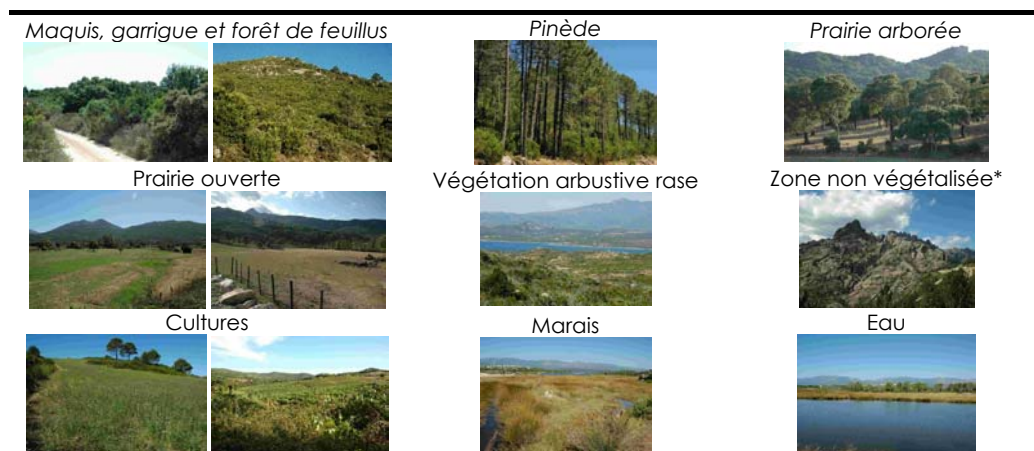 Maquis, garrigue et forêt de feuillus
Pinède
Prairie arborée
Prairie ouverte
Végétation arbustive rase
Zone non végétalisée*
Cultures
Marais
Eau